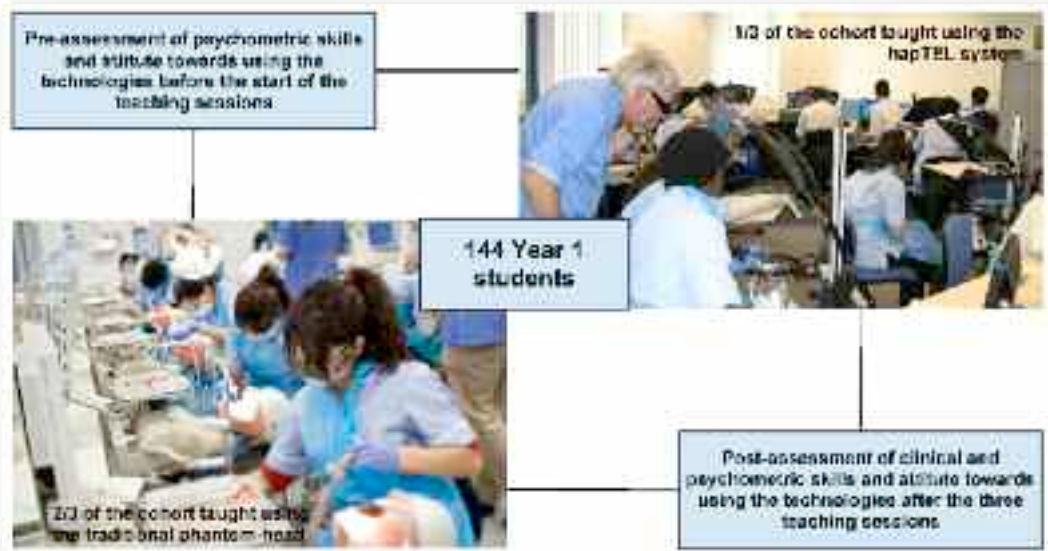 Pre-assessment of psychometric skills
and attitute towards using the
technologies before the start of the
teaching sessions
1/3 of the cohort taught using the
hapTEL system
144 Year 1
students
2/3 of the cohort taught using
the traditional phantom-head
Post-assessment of clinical and
psychometric skills and attitute towards
using the technologies after the three
teaching sessions